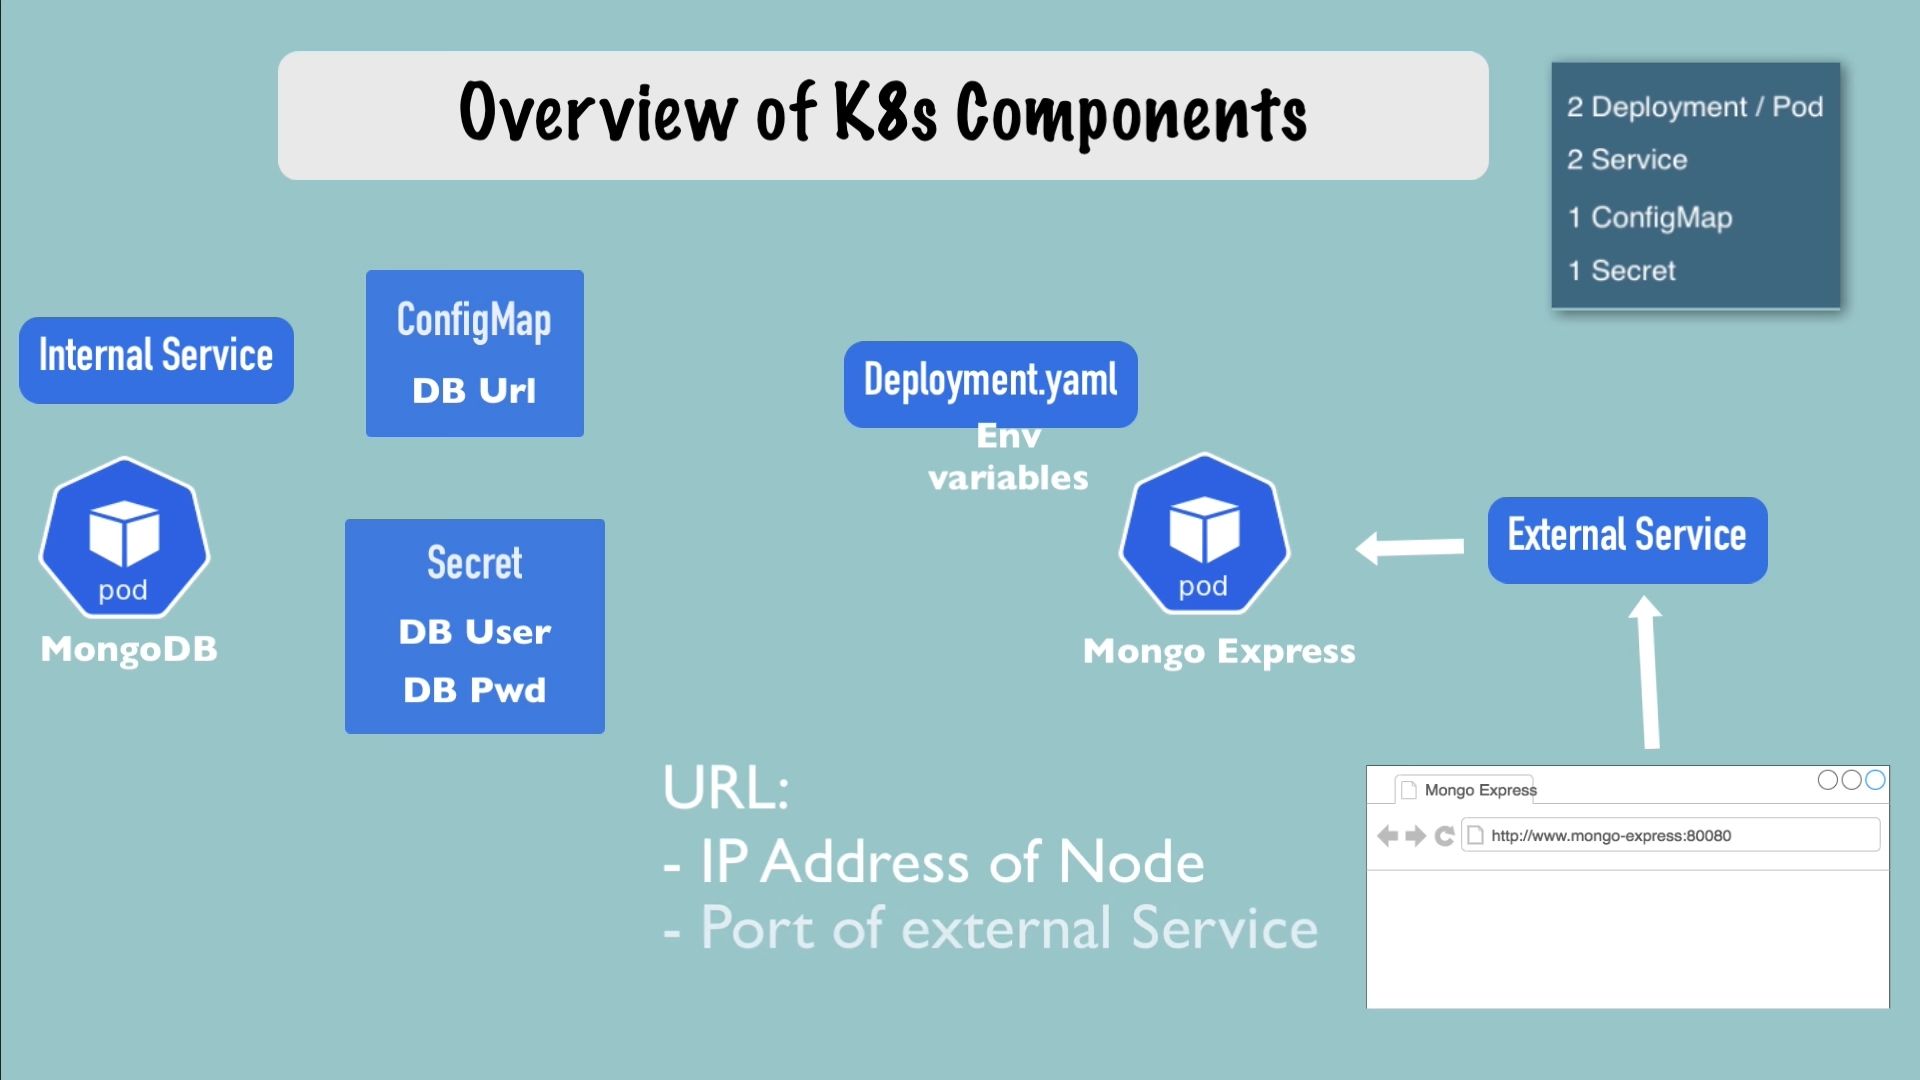 Overview of K8s Components
2 Deployment / Pod
2 Service
1 ConfigMap
1 Secret
Internal Service
ConfigMap
DB Url
Deployment.yaml
Env
variables
pod
MongoDB
Secret
DB User
DB Pwd
pod
Mongo Express
External Service
URL:
- IP Address of Node
- Port of external Service
Mongo Express
http://www.mongo-express:80080